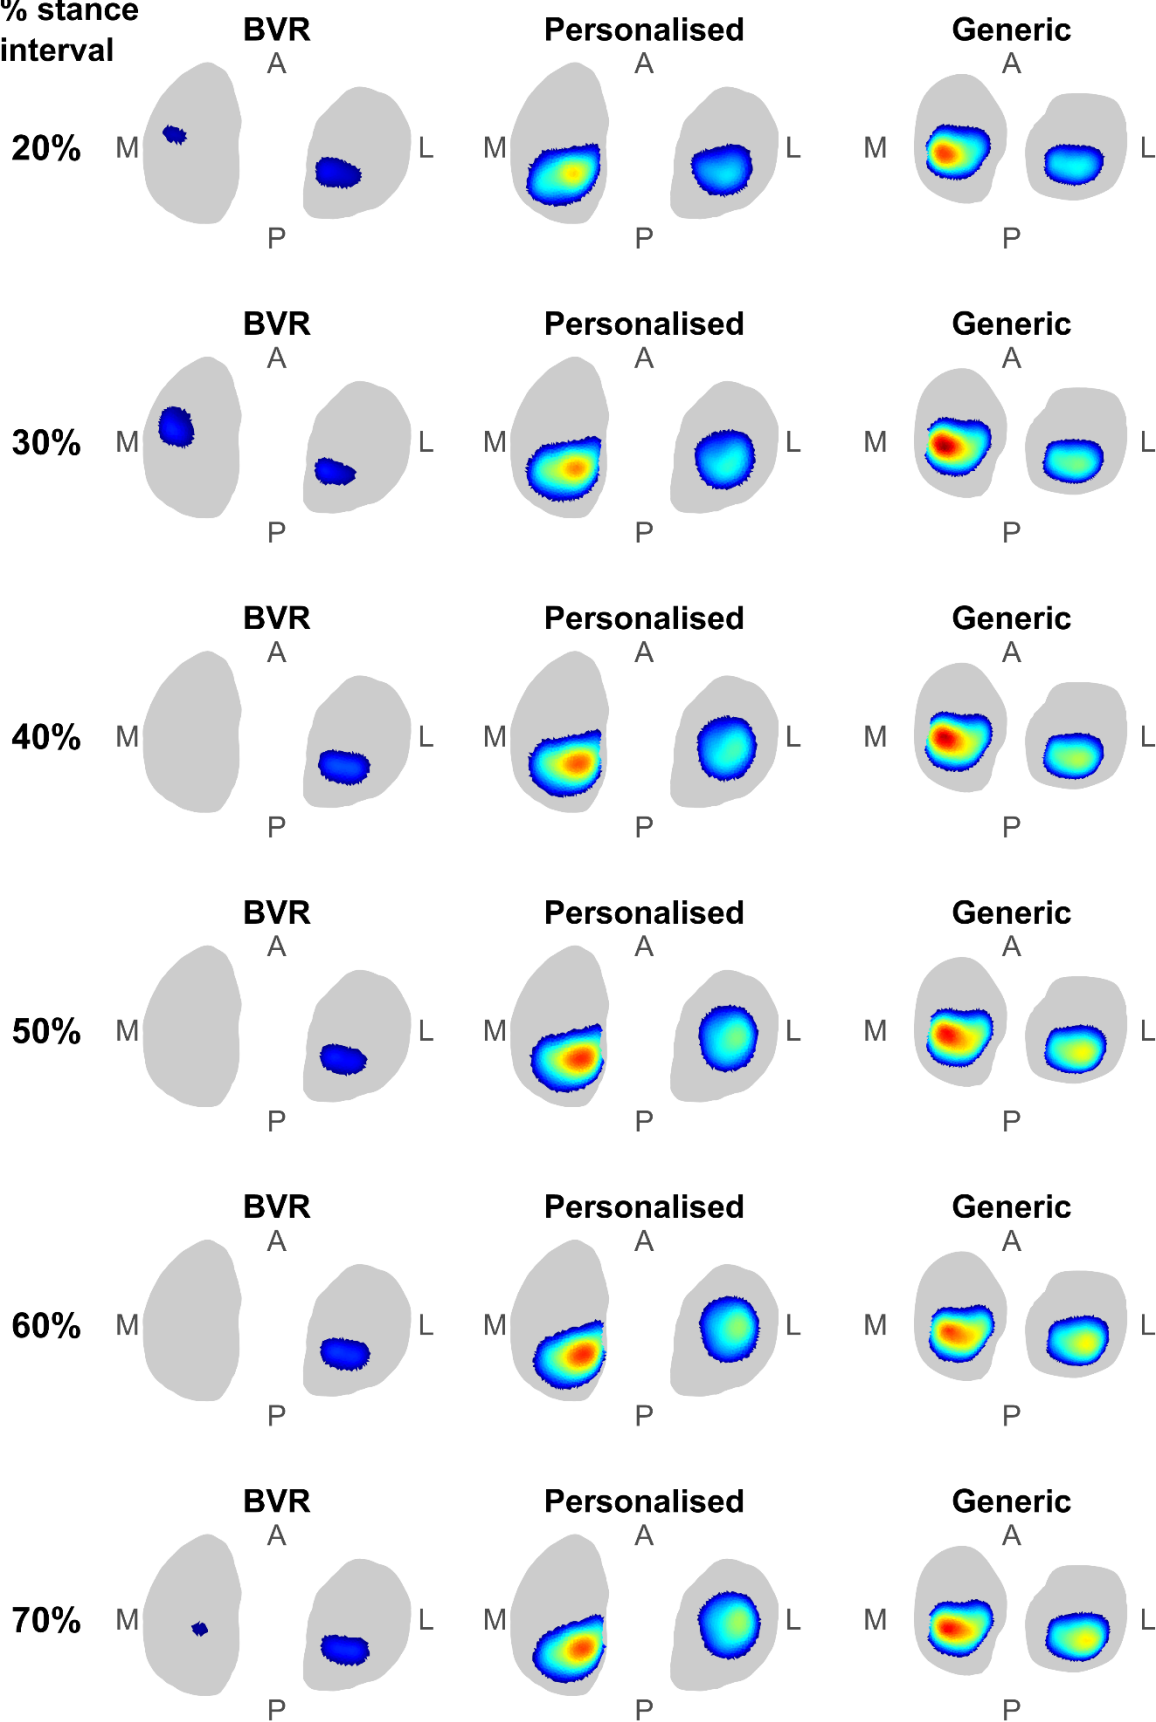 % stance
interval
BVR Personalised Generic
A A A
20% M L M L M L
P P P
BVR Personalised Generic
A A A
30% M L M L M L
P P P
BVR Personalised Generic
A A A
40% M L M L M L
P P P
BVR Personalised Generic
A A A
50% M L M L M L
P P P
BVR Personalised Generic
A A A
60% M L M L M L
P P P
BVR Personalised Generic
A A A
70% M L M L M L
P P P